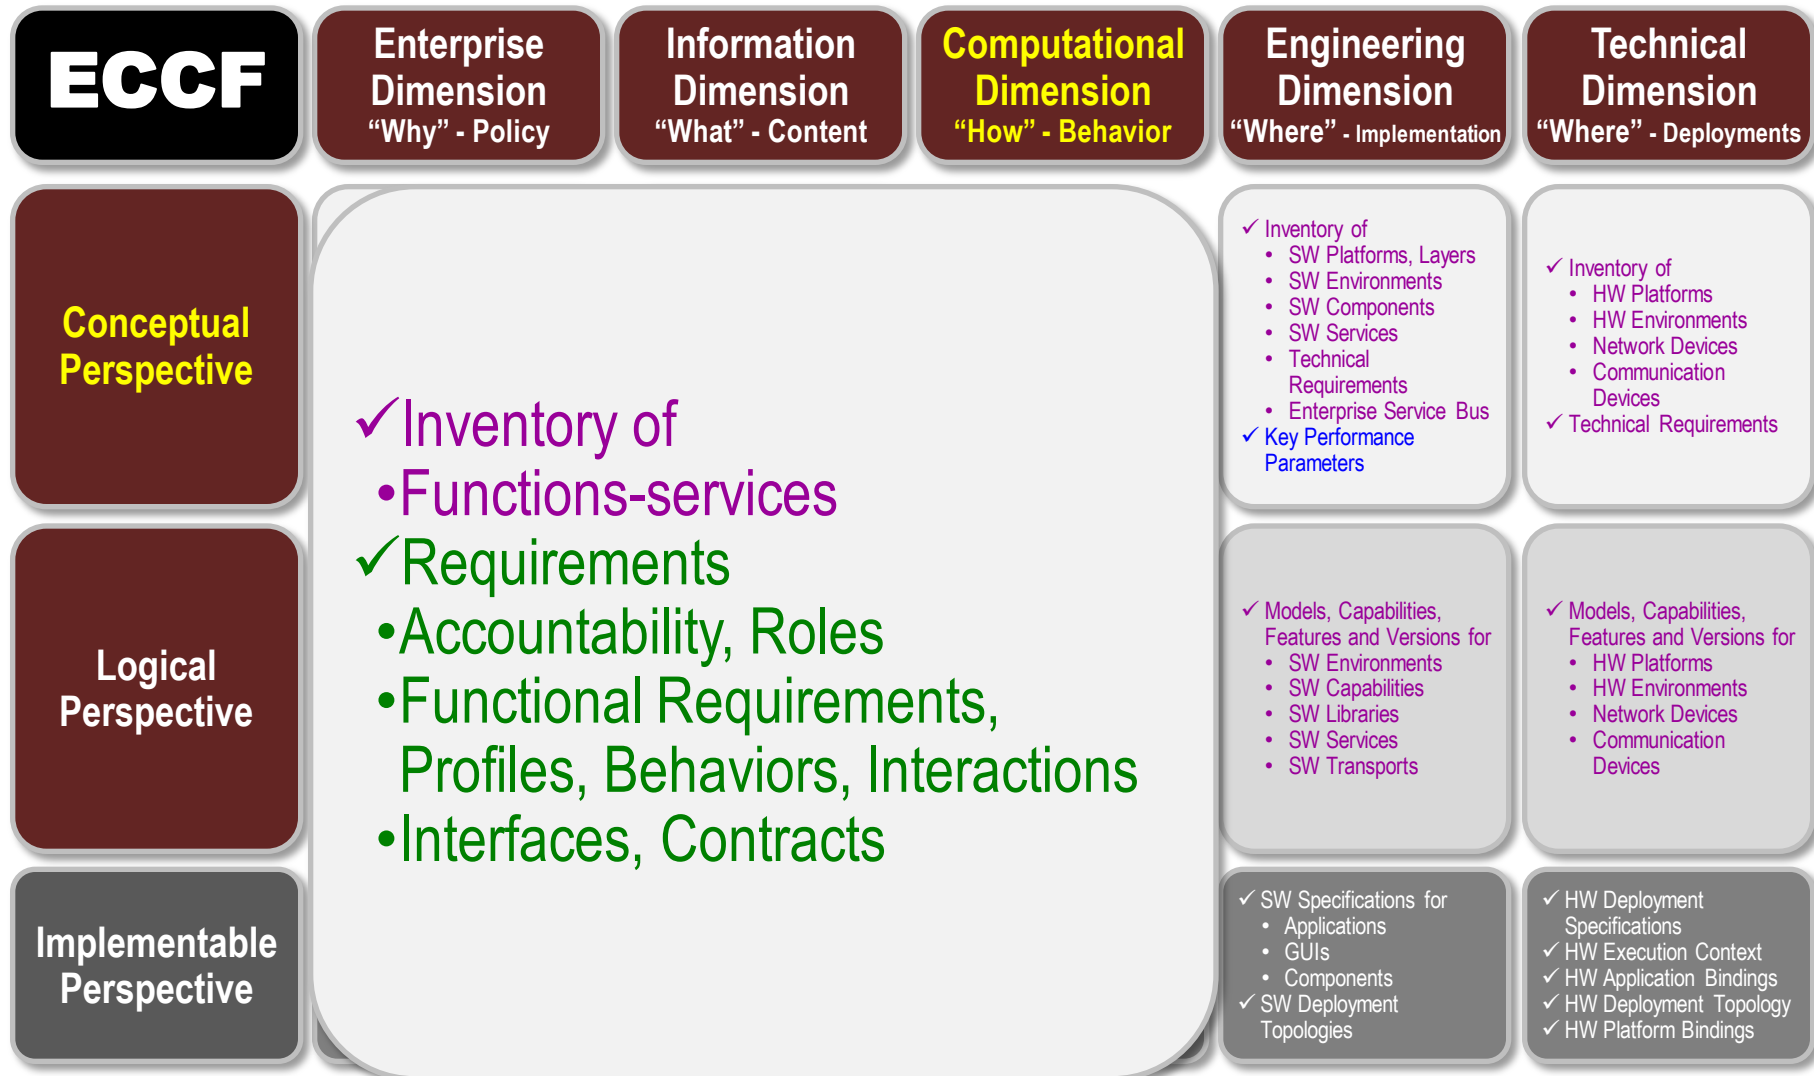 ECCF
Enterprise
Dimension
“Why” - Policy
Information
Dimension
“What” - Content
Computational
Dimension
“How” - Behavior
Engineering
Dimension
“Where” - Implementation
Technical
Dimension
“Where” - Deployments
Conceptual
Perspective
✓Inventory of
•Functions-services
✓Requirements
•Accountability, Roles
•Functional Requirements,
Profiles, Behaviors, Interactions
•Interfaces, Contracts
✓ Inventory of
• SW Platforms, Layers
• SW Environments
• SW Components
• SW Services
• Technical
Requirements
• Enterprise Service Bus
✓ Key Performance
Parameters
✓ Inventory of
• HW Platforms
• HW Environments
• Network Devices
• Communication
Devices
✓ Technical Requirements
Logical
Perspective
✓ Models, Capabilities,
Features and Versions for
• SW Environments
• SW Capabilities
• SW Libraries
• SW Services
• SW Transports
✓ Models, Capabilities,
Features and Versions for
• HW Platforms
• HW Environments
• Network Devices
• Communication
Devices
Implementable
Perspective
✓ SW Specifications for
• Applications
• GUIs
• Components
✓ SW Deployment
Topologies
✓ HW Deployment
Specifications
✓ HW Execution Context
✓ HW Application Bindings
✓ HW Deployment Topology
✓ HW Platform Bindings